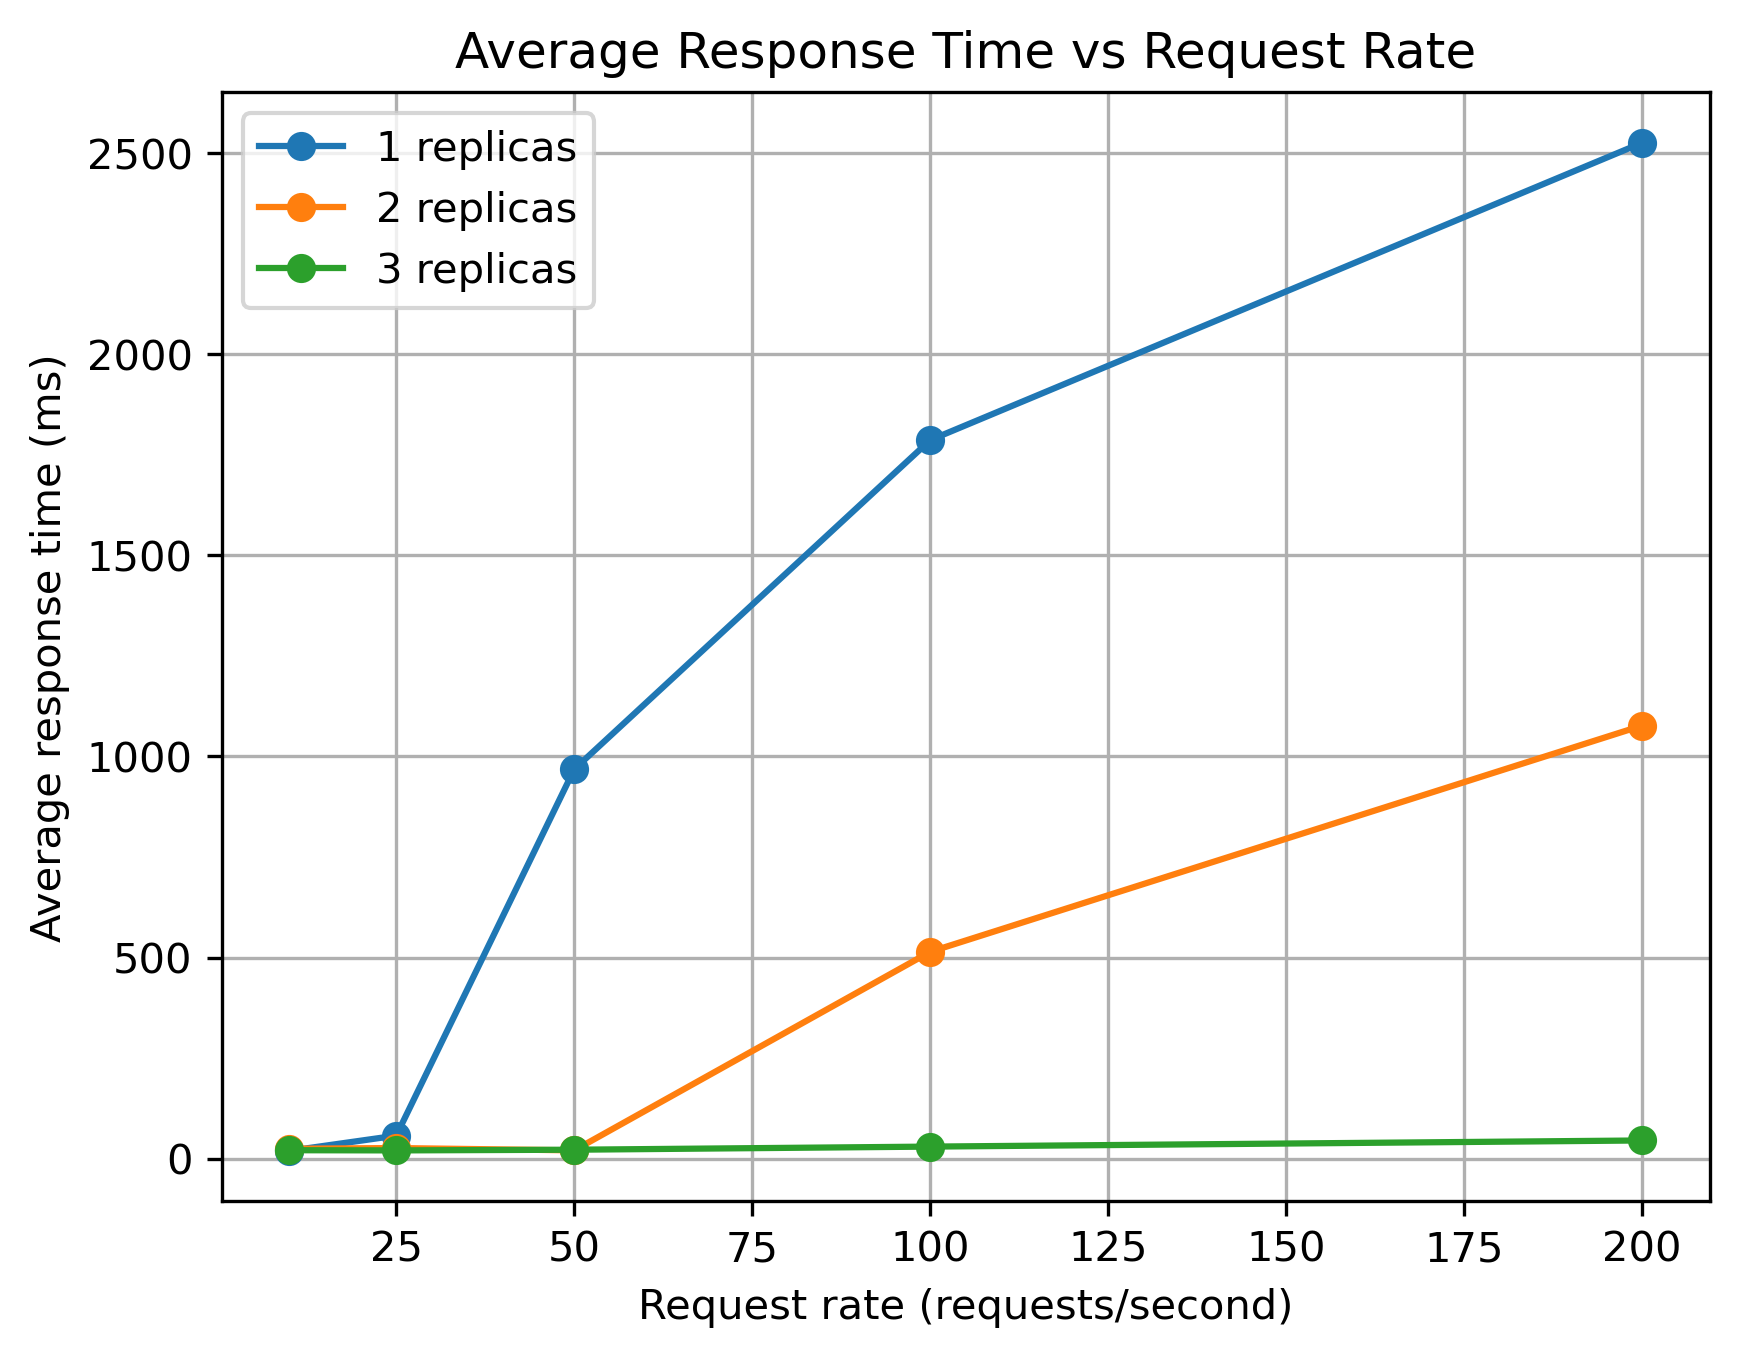 Average Response Time vs Request Rate
1 replicas
2 replicas
3 replicas
Average response time (ms)
2500
2000
1500
1000
500
0
25 50 75 100 125 150 175 200
Request rate (requests/second)